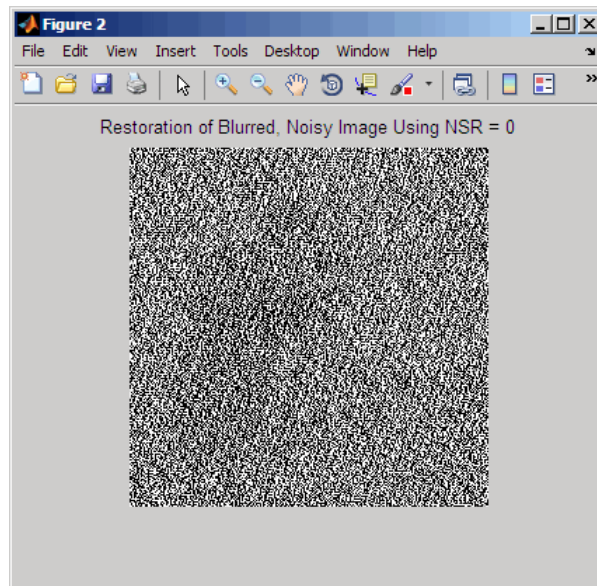 Figure 2
File Edit View Insert Tools Desktop Window Help
Restoration of Blurred, Noisy Image Using NSR = 0